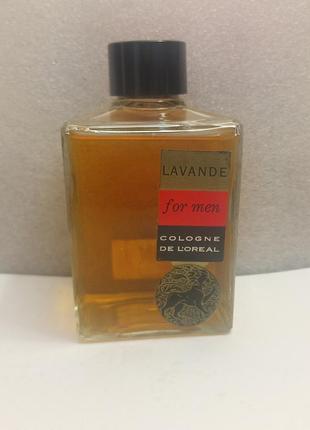 LAVANDE
for men
COLOGNE
DE L'OREAL